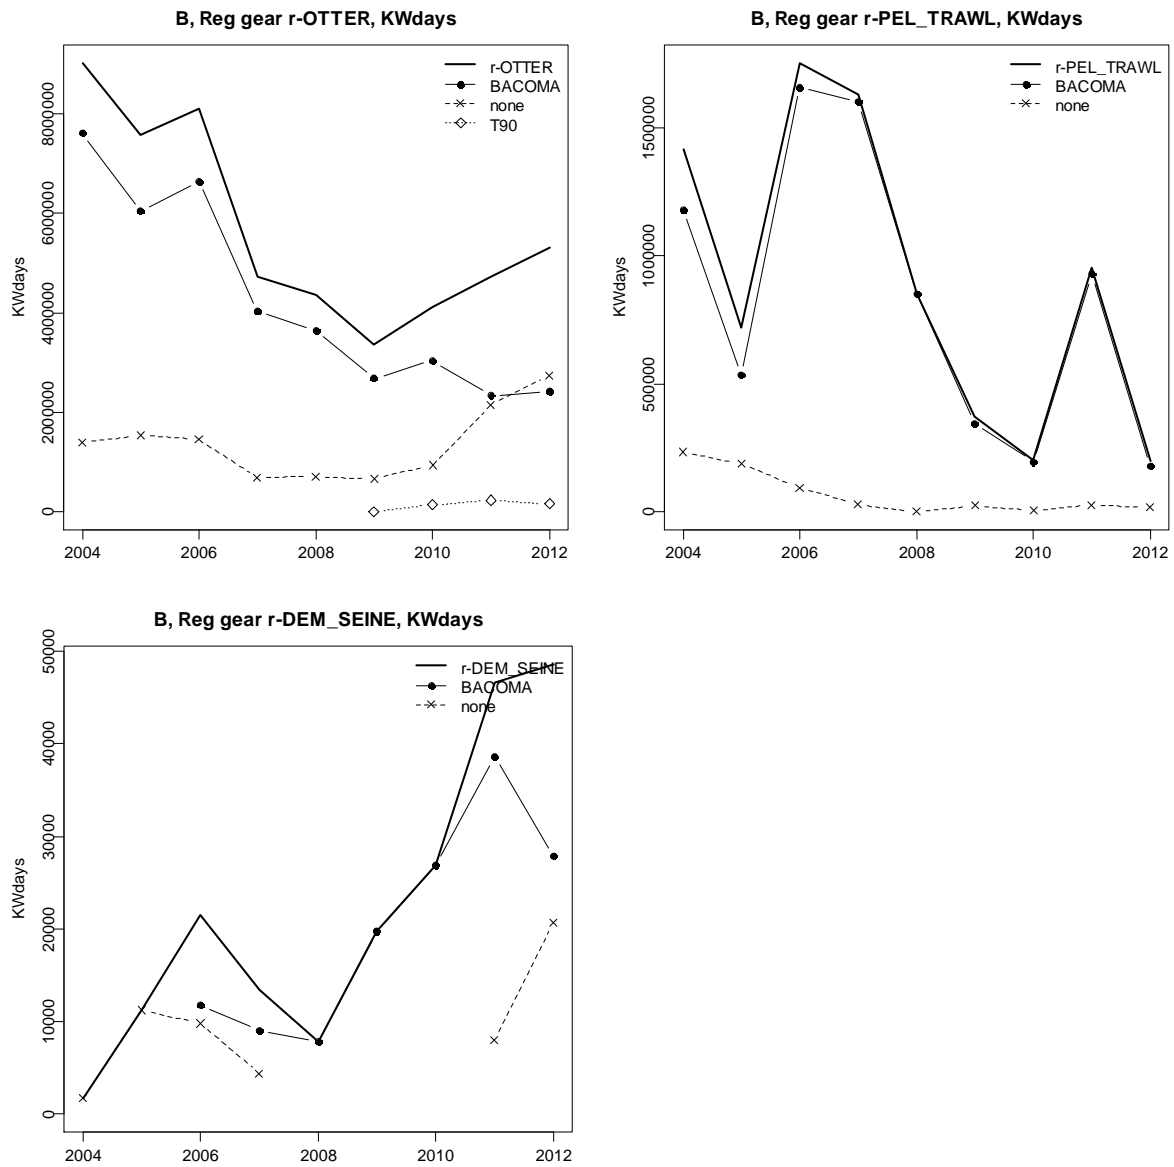 B, Reg gear r-OTTER, KWdays
r-OTTER
BACOMA
none
T90
KWdays
0
2000000
4000000
6000000
8000000
2004
2006
2008
2010
2012
B, Reg gear r-PEL_TRAWL, KWdays
r-PEL_TRAWL
BACOMA
none
KWdays
0
500000
1000000
1500000
2004
2006
2008
2010
2012
B, Reg gear r-DEM_SEINE, KWdays
r-DEM_SEINE
BACOMA
none
KWdays
0
10000
20000
30000
40000
50000
2004
2006
2008
2010
2012